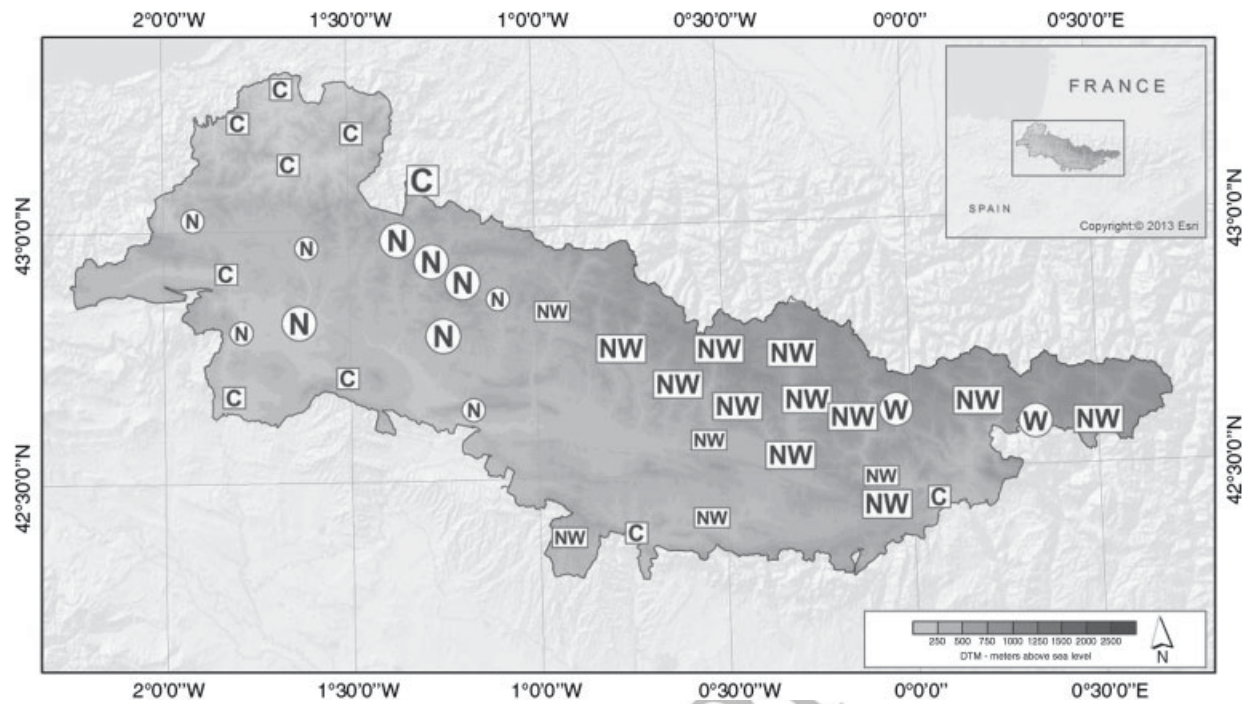 2°0'0"W 1°30'0"W 1°0'0"W 0°30'0"W 0°0'0" 0°30'0"E
FRANCE
SPAIN
Copyright:© 2013 Esri
43°0'0"N 43°0'0"N
42°30'0"N 42°30'0"N
C
C
C
C
C
N
N
N
N
C
N
N
NW
N
N
N
NW
NW
NW
C
NW
C
NW
NW
NW
N
NW
W
W
NW
NW
NW
NW
C
NW
NW
NW
C
250 500 750 1000 1250 1500 2000 2500
DTM - meters above sea level
N
2°0'0"W 1°30'0"W 1°0'0"W 0°30'0"W 0°0'0" 0°30'0"E